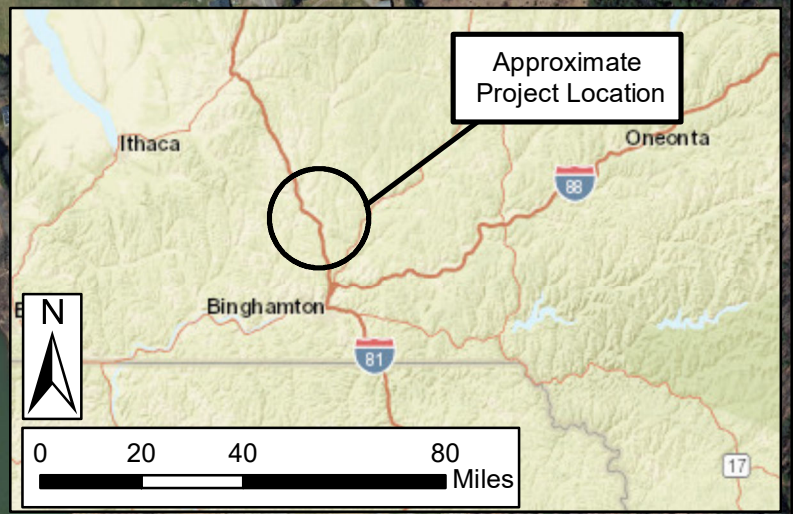 Approximate
Project Location
Ithaca
Oneonta
88
Binghamton
N
81
0 20 40 80
Miles
17